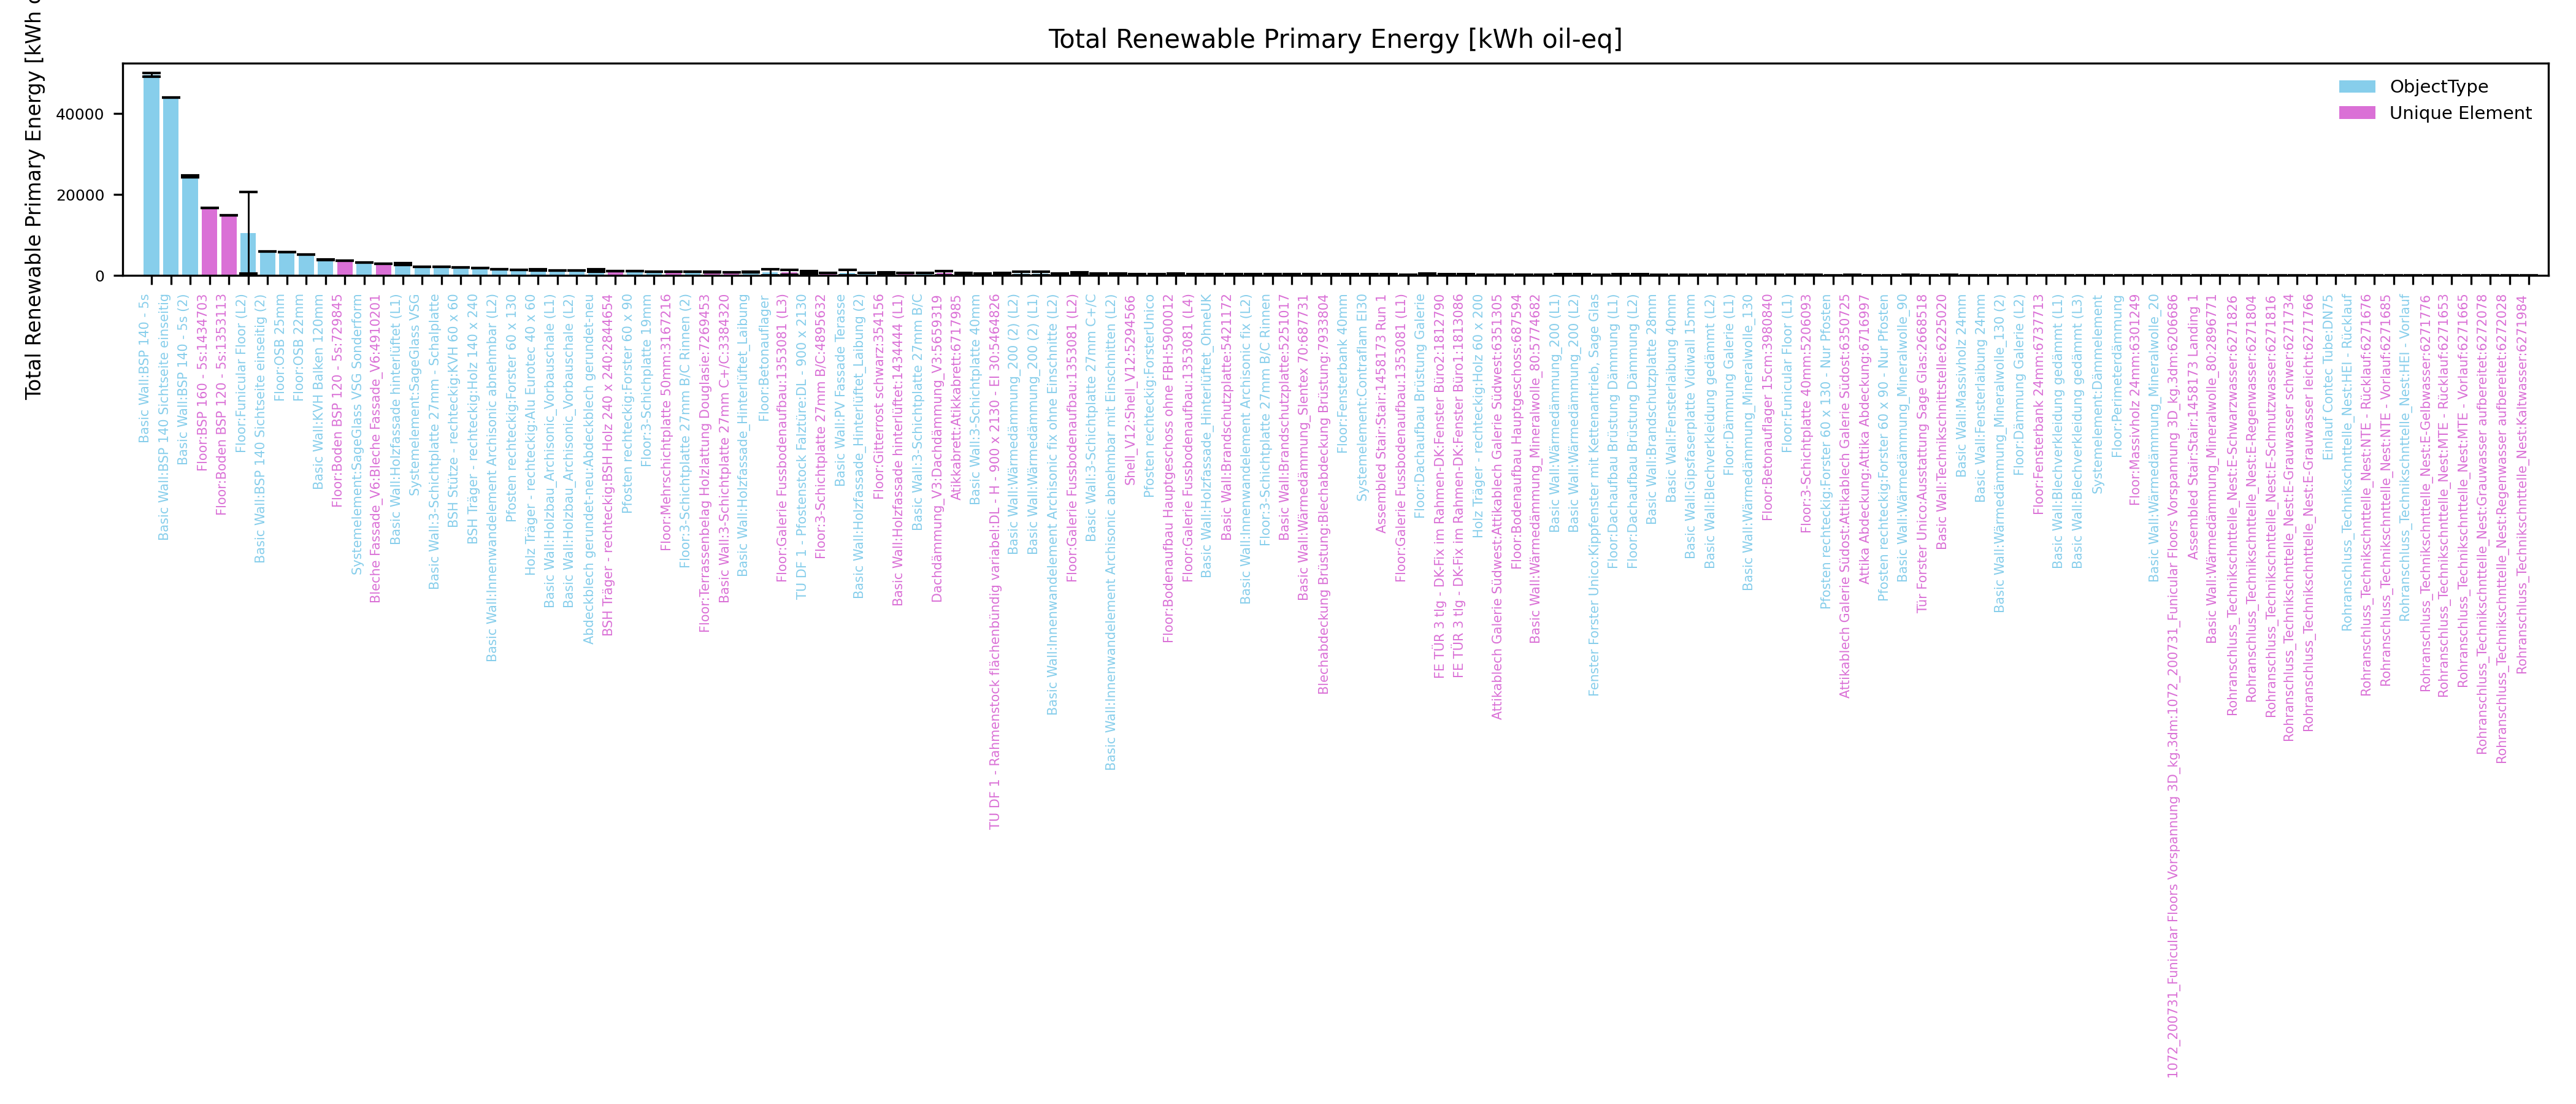 Total Renewable Primary Energy [kWh oil-eq]
Total Renewable Primary Energy [kWh o
40000
20000
0
ObjectType
Unique Element
Basic Wall:BSP 140 - 5s
Basic Wall:BSP 140 Sichtseite einseitig
Basic Wall:BSP 140 - 5s (2)
Floor:BSP 160 - 5s:1434703
Floor:Boden BSP 120 - 5s:1353113
Floor:Funicular Floor (L2)
Basic Wall:BSP 140 Sichtseite einseitig (2)
Floor:OSB 25mm
Floor:OSB 22mm
Basic Wall:KVH Balken 120mm
Floor:Boden BSP 120 - 5s:729845
Systemelement:SageGlass VSG Sonderform
Bleche Fassade_V6:Bleche Fassade_V6:4910201
Basic Wall:Holzfassade hinterlüftet (L1)
Systemelement:SageGlass VSG
Basic Wall:3-Schichtplatte 27mm - Schalplatte
BSH Stütze - rechteckig:KVH 60 x 60
BSH Träger - rechteckig:Holz 140 x 240
Basic Wall:Innenwandelement Archisonic abnehmbar (L2)
Pfosten rechteckig:Forster 60 x 130
Holz Träger - rechteckig:Alu Eurotec 40 x 60
Basic Wall:Holzbau_Archisonic_Vorbauschale (L1)
Basic Wall:Holzbau_Archisonic_Vorbauschale (L2)
Abdeckblech gerundet-neu:Abdeckblech gerundet-neu
BSH Träger - rechteckig:BSH Holz 240 x 240:2844654
Pfosten rechteckig:Forster 60 x 90
Floor:3-Schichplatte 19mm
Floor:Mehrschichtplatte 50mm:3167216
Floor:3-Schichtplatte 27mm B/C Rinnen (2)
Floor:Terrassenbelag Holzlattung Douglasie:7269453
Basic Wall:3-Schichtplatte 27mm C+/C:3384320
Basic Wall:Holzfassade_Hinterlüftet_Laibung
Floor:Betonauflager
Floor:Galerie Fussbodenaufbau:1353081 (L3)
TU DF 1 - Pfostenstock Falztüre:DL - 900 x 2130
Floor:3-Schichtplatte 27mm B/C:4895632
Basic Wall:PV Fassade Terasse
Basic Wall:Holzfassade_Hinterlüftet_Laibung (2)
Floor:Gitterrost schwarz:354156
Basic Wall:Holzfassade hinterlüftet:1434444 (L1)
Basic Wall:3-Schichtplatte 27mm B/C
Dachdämmung_V3:Dachdämmung_V3:5659319
Atikabrett:Attikabrett:6717985
Basic Wall:3-Schichtplatte 40mm
TU DF 1 - Rahmenstock flächenbündig variabel:DL - H - 900 x 2130 - EI 30:5464826
Basic Wall:Wärmedämmung_200 (2) (L2)
Basic Wall:Wärmedämmung_200 (2) (L1)
Basic Wall:Innenwandelement Archisonic fix ohne Einschnitte (L2)
Floor:Galerie Fussbodenaufbau:1353081 (L2)
Basic Wall:3-Schichtplatte 27mm C+/C
Basic Wall:Innenwandelement Archisonic abnehmbar mit Einschnitten (L2)
Shell_V12:Shell_V12:5294566
Pfosten rechteckig:ForsterUnico
Floor:Bodenaufbau Hauptgeschoss ohne FBH:5900012
Floor:Galerie Fussbodenaufbau:1353081 (L4)
Basic Wall:Holzfassade_Hinterlüftet_OhneUK
Basic Wall:Brandschutzplatte:5421172
Basic Wall:Innenwandelement Archisonic fix (L2)
Floor:3-Schichtplatte 27mm B/C Rinnen
Basic Wall:Brandschutzplatte:5251017
Basic Wall:Wärmedämmung_Slentex 70:6687731
Blechabdeckung Brüstung:Blechabdeckung Brüstung:7933804
Floor:Fensterbank 40mm
Systemelement:Contraflam EI30
Assembled Stair:Stair:1458173 Run 1
Floor:Galerie Fussbodenaufbau:1353081 (L1)
Floor:Dachaufbau Brüstung Galerie
FE TÜR 3 tlg - DK-Fix im Rahmen-DK:Fenster Büro2:1812790
FE TÜR 3 tlg - DK-Fix im Rahmen-DK:Fenster Büro1:1813086
Holz Träger - rechteckig:Holz 60 x 200
Attikablech Galerie Südwest:Attikablech Galerie Südwest:6351305
Floor:Bodenaufbau Hauptgeschoss:687594
Basic Wall:Wärmedämmung_Mineralwolle_80:5774682
Basic Wall:Wärmedämmung_200 (L1)
Basic Wall:Wärmedämmung_200 (L2)
Fenster Forster Unico:Kippfenster mit Kettenantrieb, Sage Glas
Floor:Dachaufbau Brüstung Dämmung (L1)
Floor:Dachaufbau Brüstung Dämmung (L2)
Basic Wall:Brandschutzplatte 28mm
Basic Wall:Fensterlaibung 40mm
Basic Wall:Gipsfaserplatte Vidiwall 15mm
Basic Wall:Blechverkleidung gedämmt (L2)
Floor:Dämmung Galerie (L1)
Basic Wall:Wärmedämmung_Mineralwolle_130
Floor:Betonauflager 15cm:3980840
Floor:Funicular Floor (L1)
Floor:3-Schichtplatte 40mm:5206093
Pfosten rechteckig:Forster 60 x 130 - Nur Pfosten
Attikablech Galerie Südost:Attikablech Galerie Südost:6350725
Attika Abdeckung:Attika Abdeckung:6716997
Pfosten rechteckig:Forster 60 x 90 - Nur Pfosten
Basic Wall:Wärmedämmung_Mineralwolle_90
Tür Forster Unico:Ausstattung Sage Glas:2668518
Basic Wall:Technikschnittstelle:6225020
Basic Wall:Massivholz 24mm
Basic Wall:Fensterlaibung 24mm
Basic Wall:Wärmedämmung_Mineralwolle_130 (2)
Floor:Dämmung Galerie (L2)
Floor:Fensterbank 24mm:6737713
Basic Wall:Blechverkleidung gedämmt (L1)
Basic Wall:Blechverkleidung gedämmt (L3)
Systemelement:Dämmelement
Floor:Perimeterdämmung
Floor:Massivholz 24mm:6301249
Basic Wall:Wärmedämmung_Mineralwolle_20
1072_200731_Funicular Floors Vorspannung 3D_kg.3dm:1072_200731_Funicular Floors Vorspannung 3D_kg.3dm:6206686
Assembled Stair:Stair:1458173 Landing 1
Basic Wall:Wärmedämmung_Mineralwolle_80:2896771
Rohranschluss_Technikschnttelle_Nest:E-Schwarzwasser:6271826
Rohranschluss_Technikschnttelle_Nest:E-Regenwasser:6271804
Rohranschluss_Technikschnttelle_Nest:E-Schmutzwasser:6271816
Rohranschluss_Technikschnttelle_Nest:E-Grauwasser schwer:6271734
Rohranschluss_Technikschnttelle_Nest:E-Grauwasser leicht:6271766
Einlauf Contec Tube:DN75
Rohranschluss_Technikschnttelle_Nest:HEI - Rücklauf
Rohranschluss_Technikschnttelle_Nest:NTE - Rücklauf:6271676
Rohranschluss_Technikschnttelle_Nest:NTE - Vorlauf:6271685
Rohranschluss_Technikschnttelle_Nest:HEI - Vorlauf
Rohranschluss_Technikschnttelle_Nest:E-Gelbwasser:6271776
Rohranschluss_Technikschnttelle_Nest:MTE - Rücklauf:6271653
Rohranschluss_Technikschnttelle_Nest:MTE - Vorlauf:6271665
Rohranschluss_Technikschnttelle_Nest:Grauwasser aufbereitet:6272078
Rohranschluss_Technikschnttelle_Nest:Regenwasser aufbereitet:6272028
Rohranschluss_Technikschnttelle_Nest:Kaltwasser:6271984